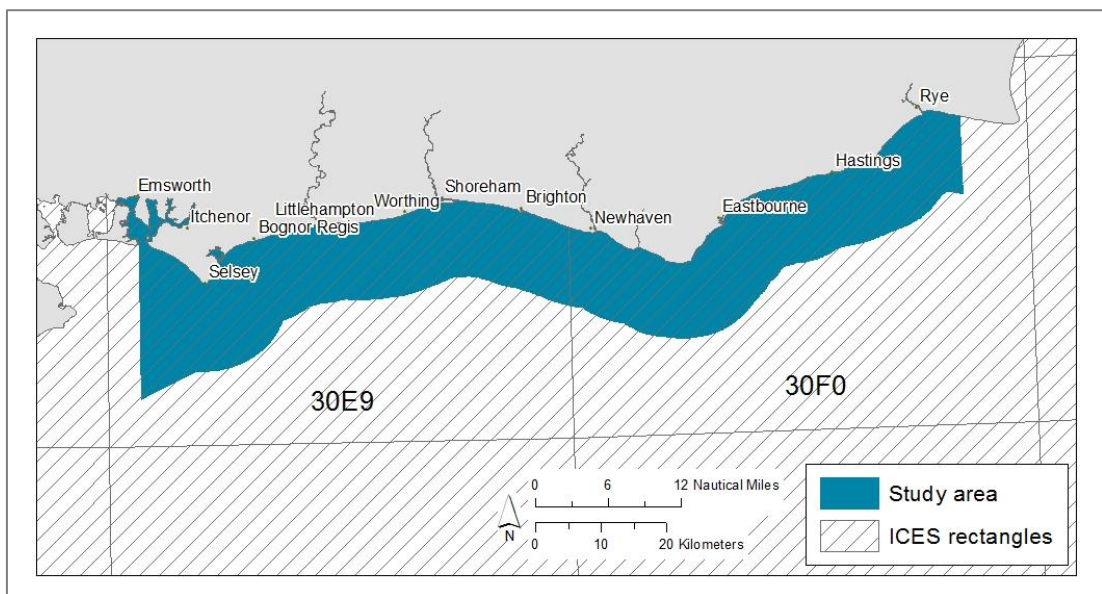 Rye
Hastings
Emsworth
Shoreham
Worthing
Brighton
Littlehampton
Itchenor
Newhaven
Eastbourne
Bognor Regis
Selsey
30E9
30F0
0 6 12 Nautical Miles
N
0 10 20 Kilometers
Study area
ICES rectangles